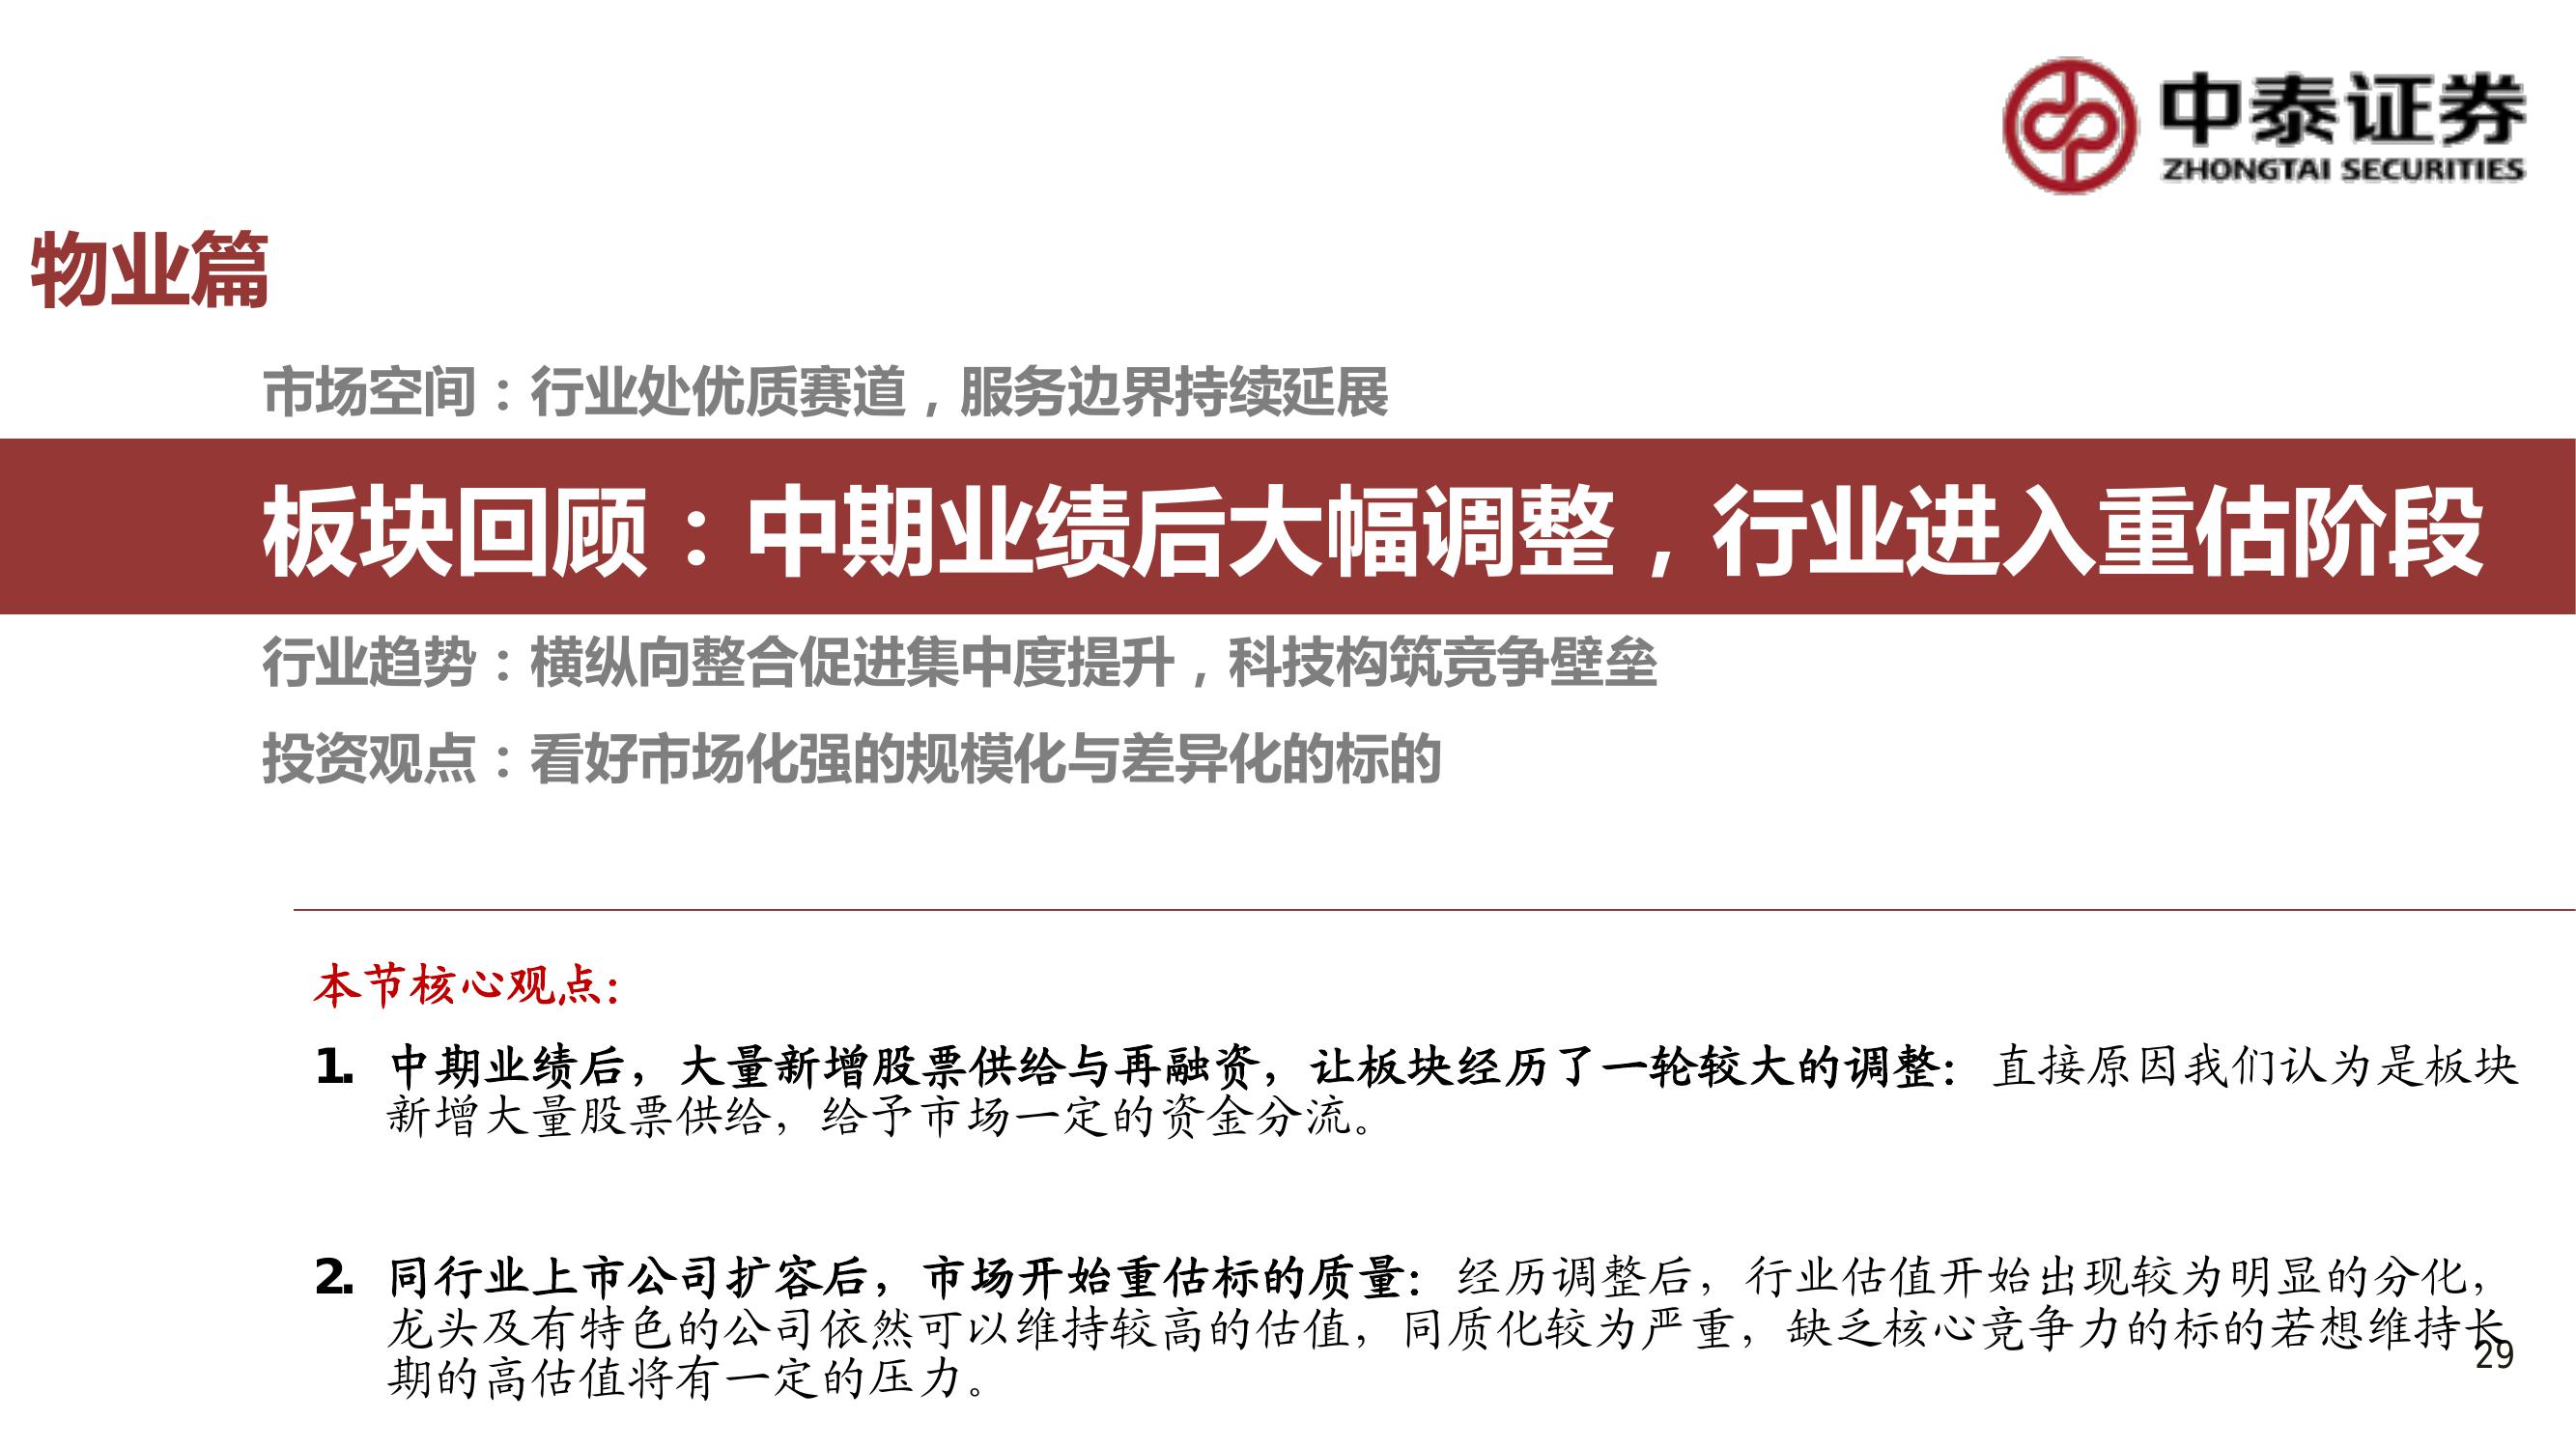 中泰证券
ZHONGTAI SECURITIES
物业篇
市场空间：行业处优质赛道，服务边界持续延展
板块回顾：中期业绩后大幅调整，行业进入重估阶段
行业趋势：横纵向整合促进集中度提升，科技构筑竞争壁垒
投资观点：看好市场化强的规模化与差异化的标的
本节核心观点：
1. 中期业绩后，大量新增股票供给与再融资，让板块经历了一轮较大的调整：直接原因我们认为是板块
新增大量股票供给，给予市场一定的资金分流。
2. 同行业上市公司扩容后，市场开始重估标的质量：经历调整后，行业估值开始出现较为明显的分化，
龙头及有特色的公司依然可以维持较高的估值，同质化较为严重，缺乏核心竞争力的标的若想维持长
期的高估值将有一定的压力。
29